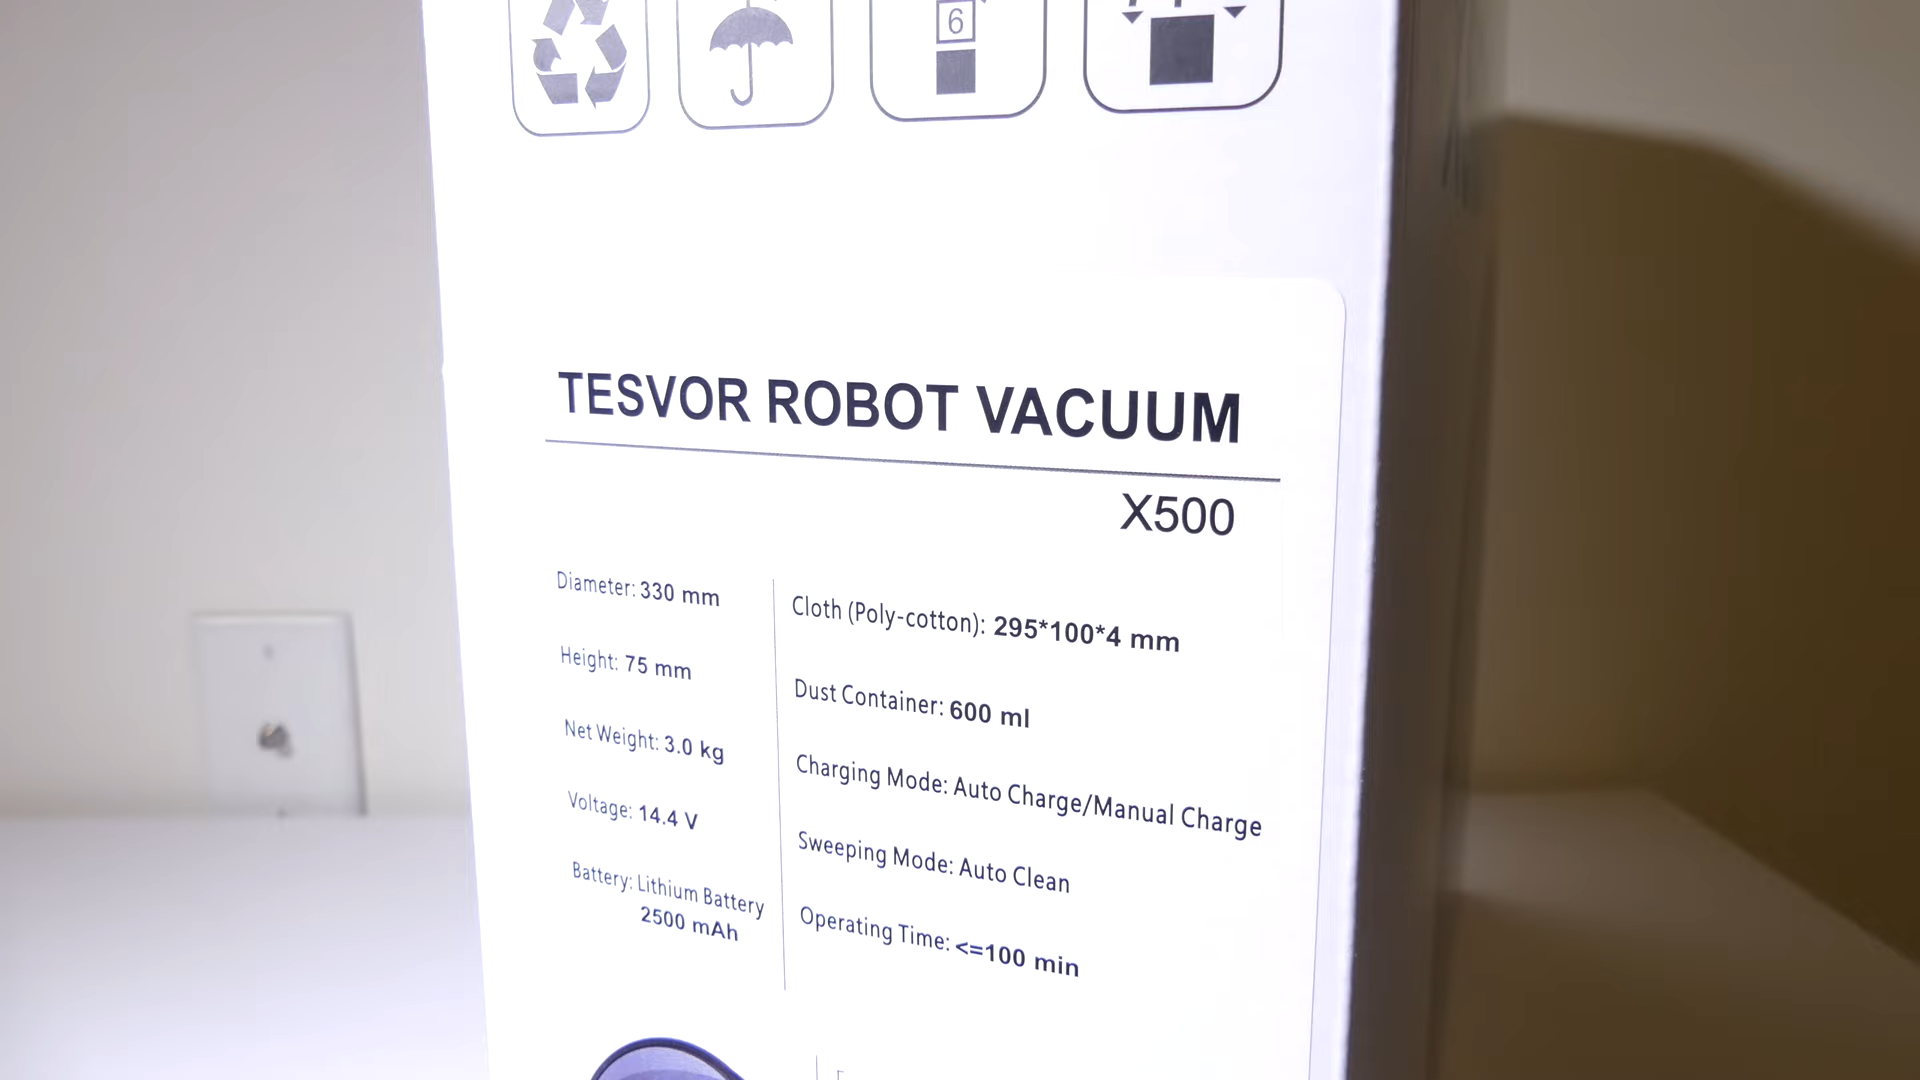 6
TESVOR ROBOT VACUUM
X500
Diameter: 330 mm
Height: 75 mm
Net Weight: 3.0 kg
Voltage: 14.4 V
Battery: Lithium Battery
2500 mAh
Cloth (Poly-cotton): 295*100*4 mm
Dust Container: 600 ml
Charging Mode: Auto Charge/Manual Charge
Sweeping Mode: Auto Clean
Operating Time: <=100 min